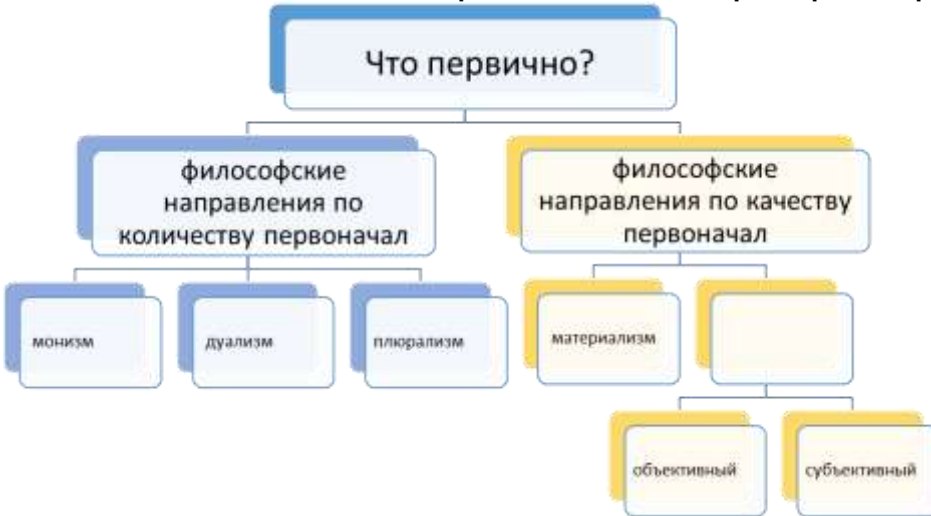 Что первично?
философские
направления по
количеству первоначал
философские
направления по качеству
первоначал
монизм
дуализм
плюрализм
материализм
объективный
субъективный